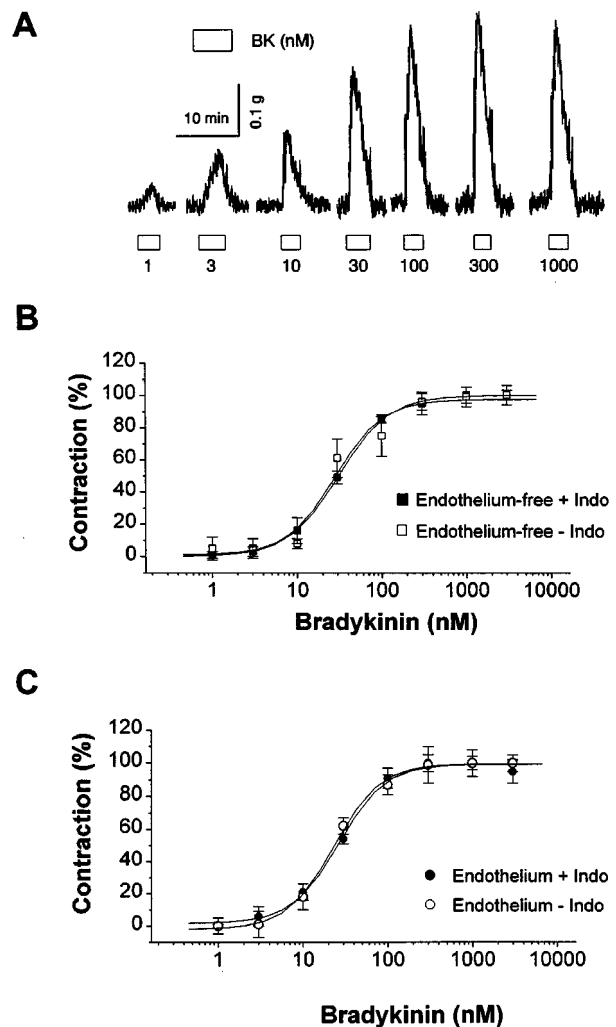 A
BK (nM)
10 min
0.1 g
1 3 10 30 100 300 1000
B
Contraction (%)
120
100
80
60
40
20
0
Endothelium-free + Indo
Endothelium-free - Indo
1 10 100 1000 10000
Bradykinin (nM)
C
Contraction (%)
120
100
80
60
40
20
0
Endothelium + Indo
Endothelium - Indo
1 10 100 1000 10000
Bradykinin (nM)